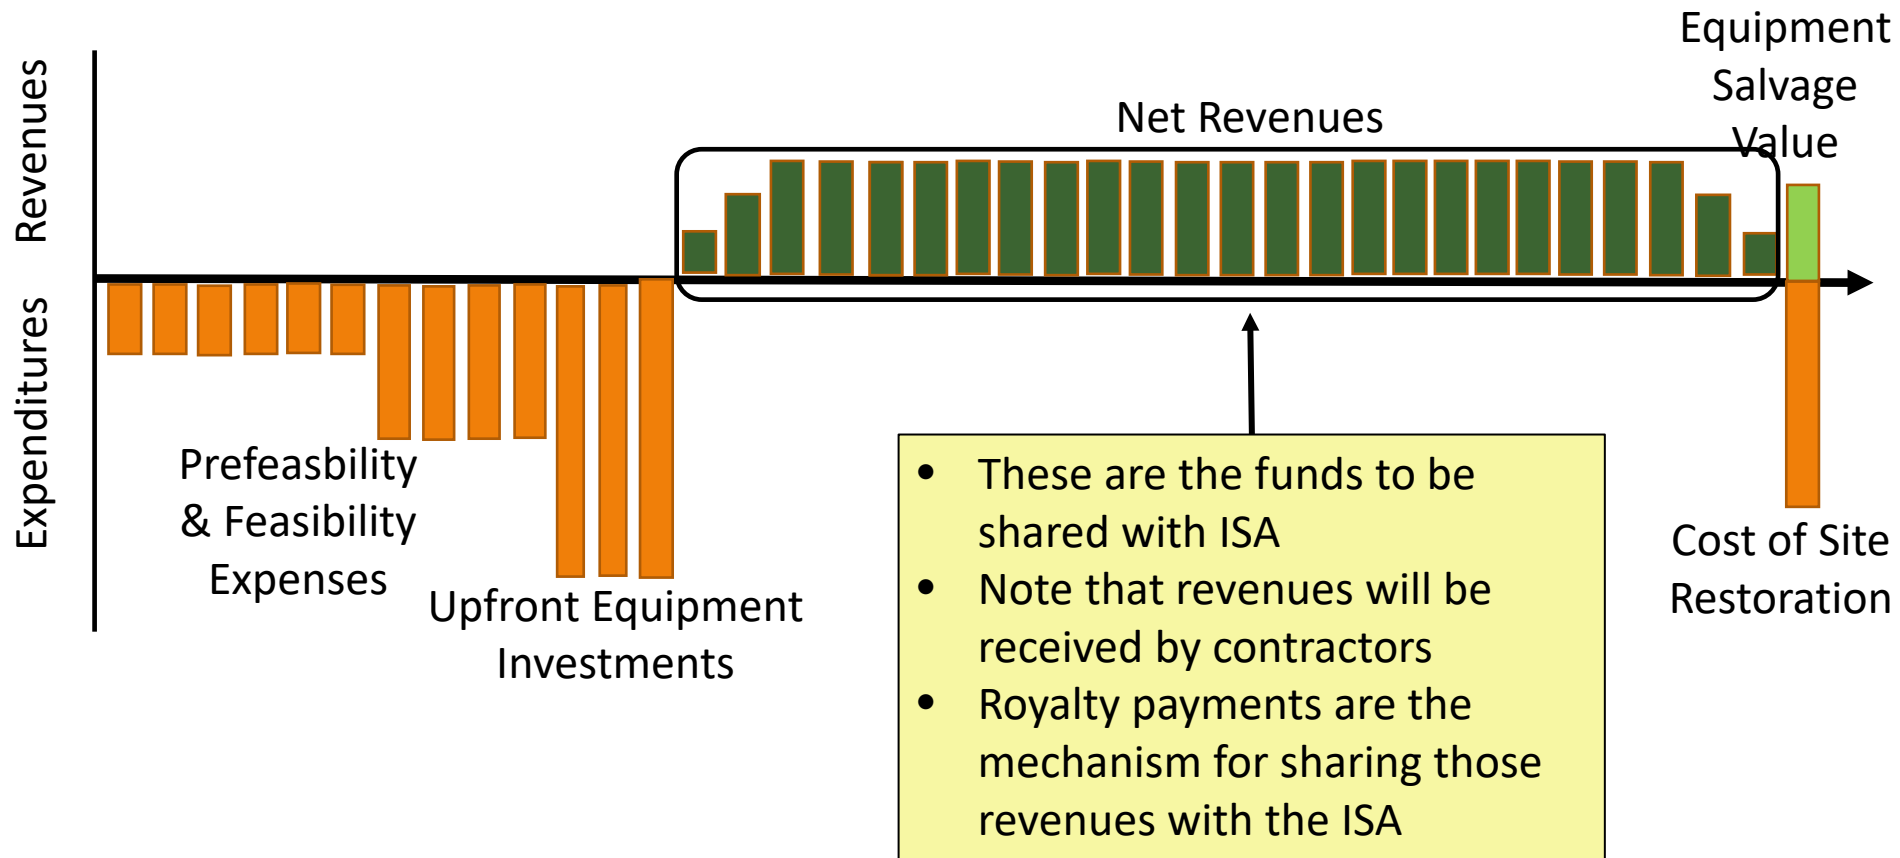 Revenues
Expenditures
Equipment
Salvage
Value
Net Revenues
Prefeasbility
& Feasibility
Expenses
Upfront Equipment
Investments
• These are the funds to be
shared with ISA
• Note that revenues will be
received by contractors
• Royalty payments are the
mechanism for sharing those
revenues with the ISA
Cost of Site
Restoration